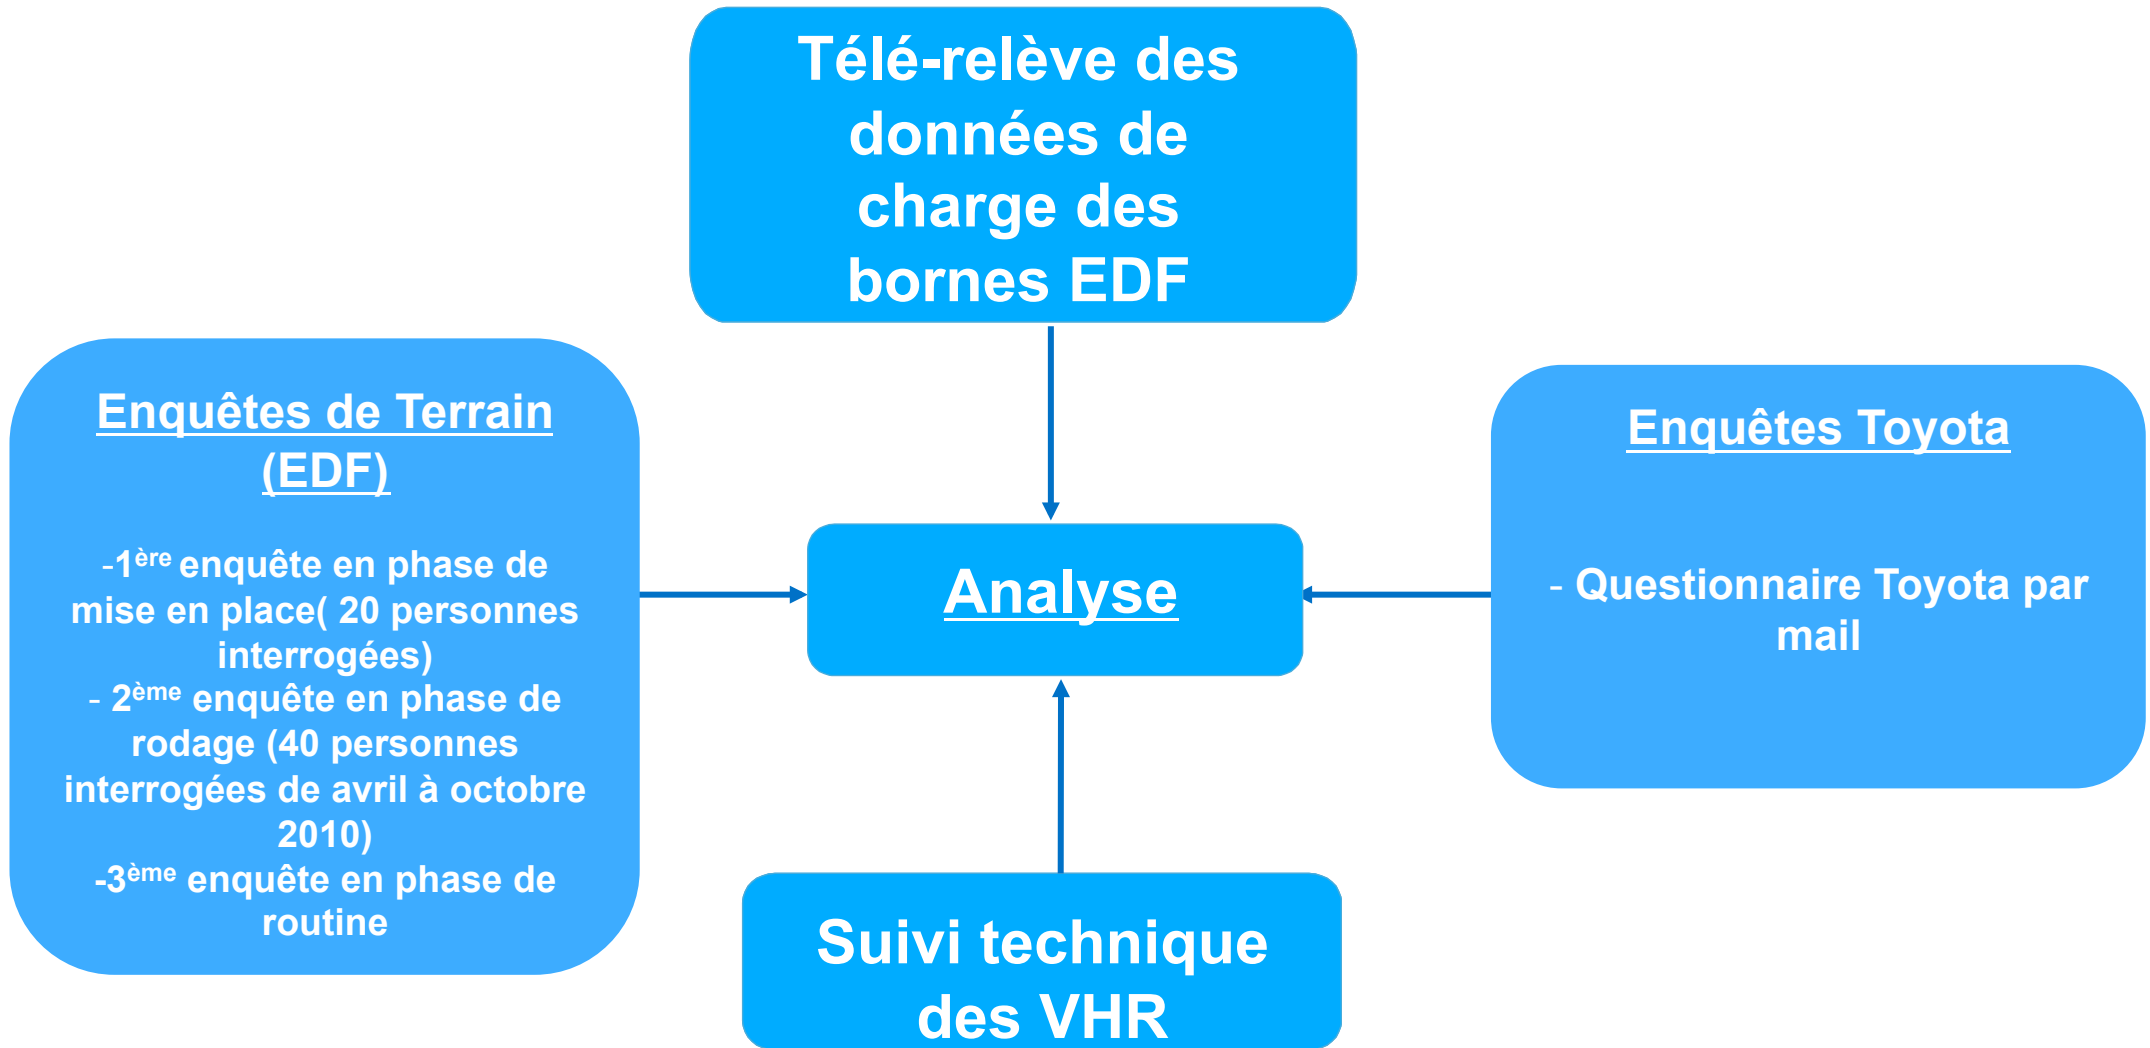 Télé-relève des
données de
charge des
bornes EDF
Enquêtes de Terrain
(EDF)
-1ère enquête en phase de
mise en place( 20 personnes
interrogées)
- 2ème enquête en phase de
rodage (40 personnes
interrogées de avril à octobre
2010)
-3ème enquête en phase de
routine
Analyse
Enquêtes Toyota
- Questionnaire Toyota par
mail
Suivi technique
des VHR